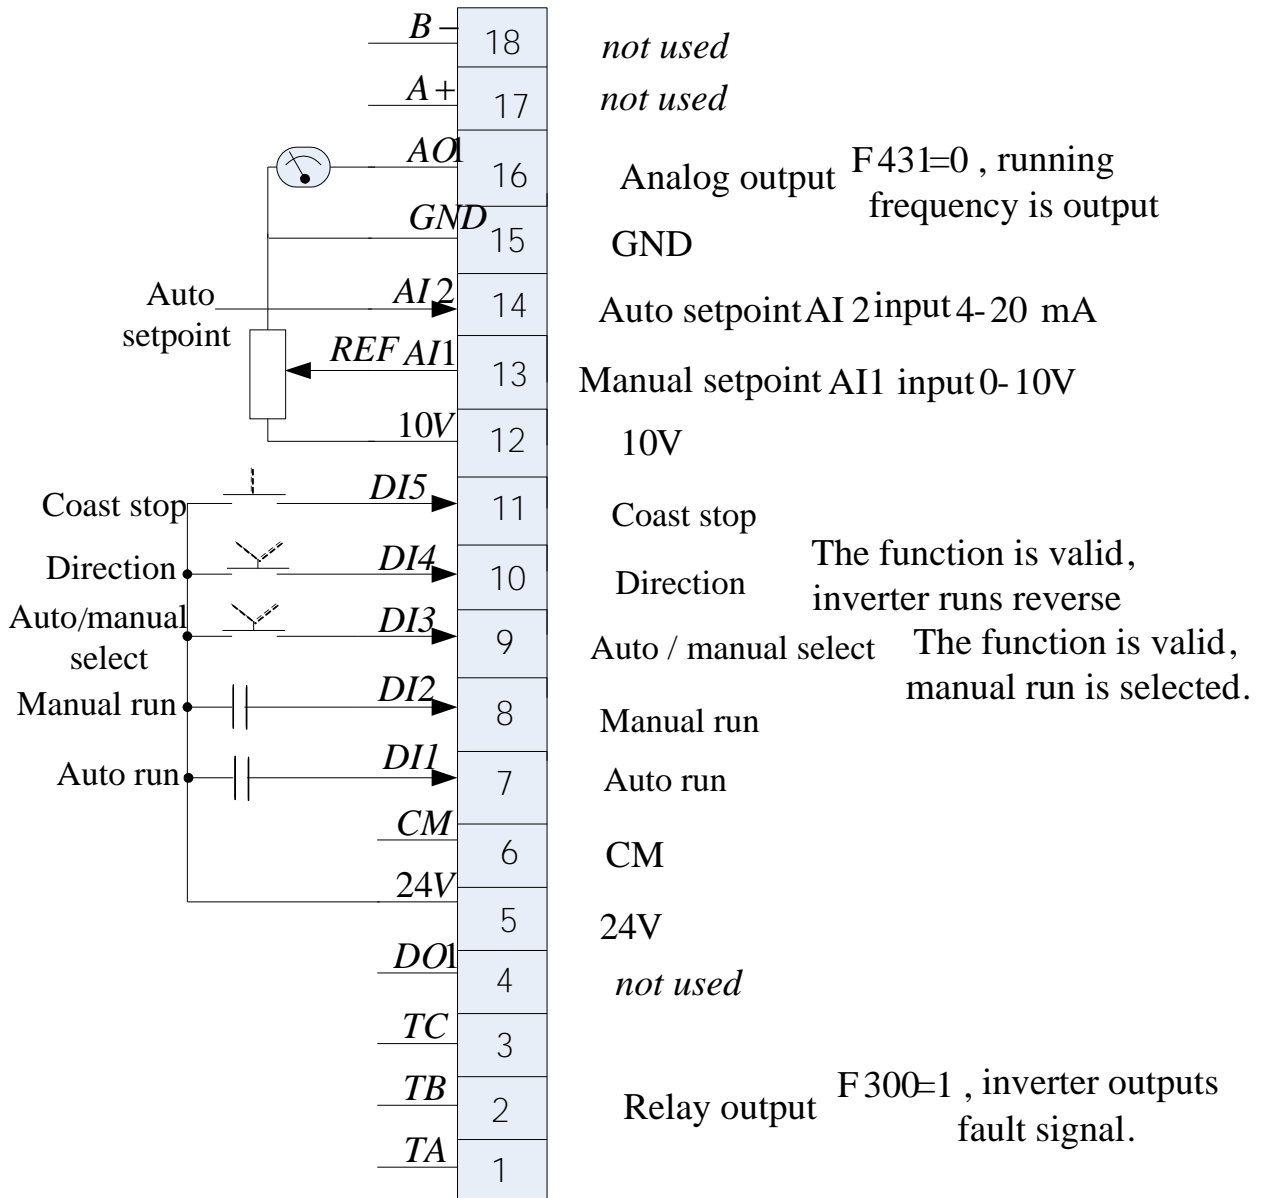 B − 18 not used
A + 17 not used
AO1 16 Analog output F431=0 , running
frequency is output
GND 15 GND
Auto
setpoint
AI2 14 Auto setpoint AI 2 input 4-20 mA
REF AI1 13 Manual setpoint AI1 input 0-10V
10V 12 10V
Coast stop DI5 11 Coast stop
Direction DI4 10 Direction The function is valid,
inverter runs reverse
Auto/manual
select
DI3 9 Auto / manual select The function is valid,
manual run is selected.
Manual run DI2 8 Manual run
Auto run DI1 7 Auto run
CM 6 CM
24V 5 24V
DO1 4 not used
TC 3
TB 2 Relay output F300=1 , inverter outputs
fault signal.
TA 1